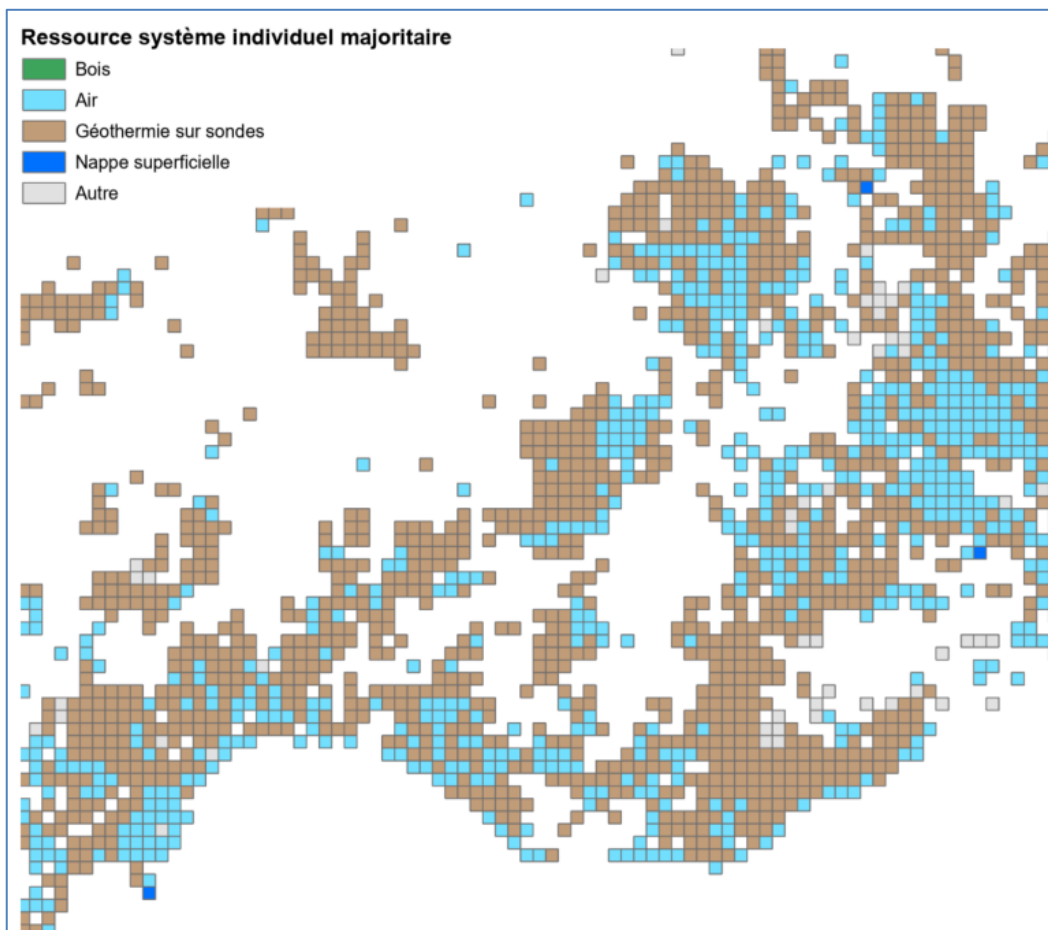 Ressource système individuel majoritaire
Bois
Air
Géothermie sur sondes
Nappe superficielle
Autre